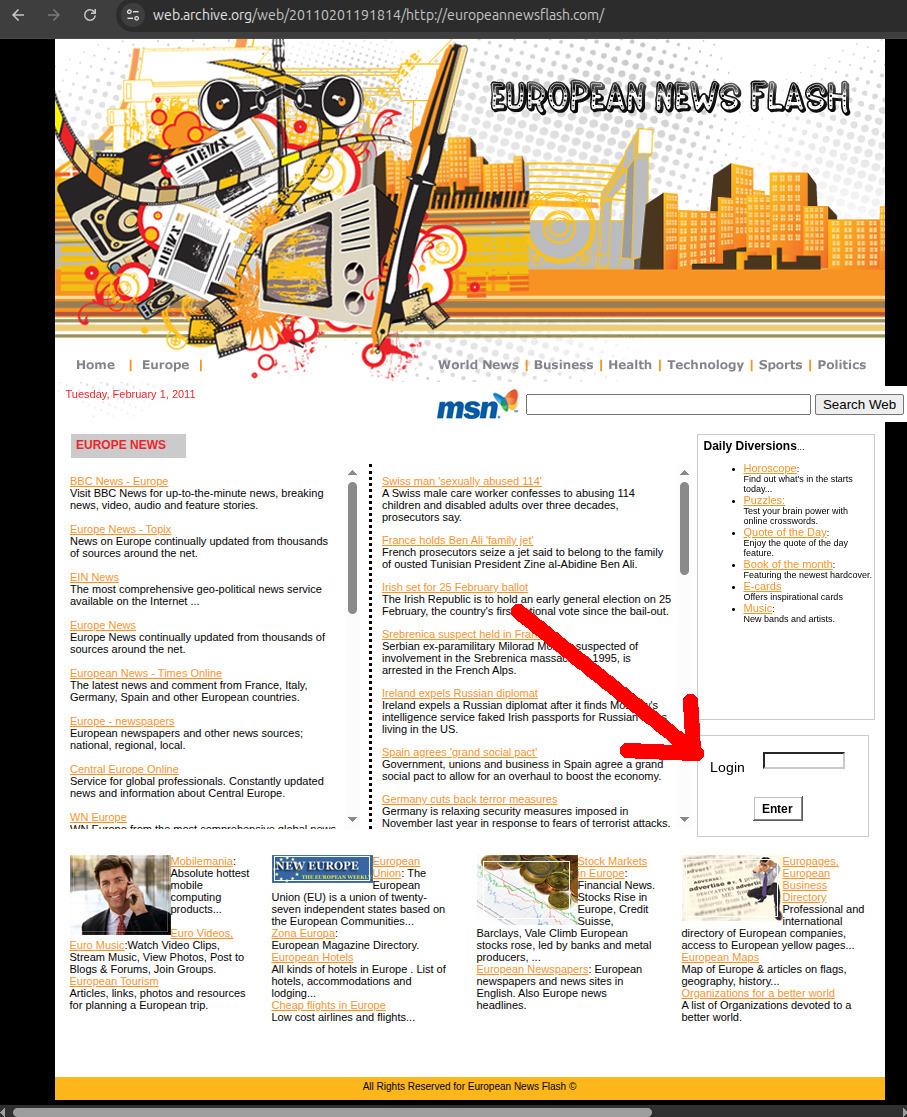 web.archive.org/web/20110201191814/http://europeannewsflash.com/
EUROPEAN NEWS FLASH
NEWS
NEWS
Home | Europe |
World News | Business | Health | Technology | Sports | Politics
Tuesday, February 1, 2011
msn
Search Web
EUROPE NEWS
BBC News - Europe
Visit BBC News for up-to-the-minute news, breaking
news, video, audio and feature stories.
Europe News - Topix
News on Europe continually updated from thousands
of sources around the net.
EIN News
The most comprehensive geo-political news service
available on the Internet ...
Europe News
Europe News continually updated from thousands of
sources around the net.
European News - Times Online
The latest news and comment from France, Italy,
Germany, Spain and other European countries.
Europe - newspapers
European newspapers and other news sources;
national, regional, local.
Central Europe Online
Service for global professionals. Constantly updated
news and information about Central Europe.
WN Europe
WN Europe from the most comprehensive global news
Swiss man 'sexually abused 114'
A Swiss male care worker confesses to abusing 114
children and disabled adults over three decades,
prosecutors say.
France holds Ben Ali 'family jet'
French prosecutors seize a jet said to belong to the family
of ousted Tunisian President Zine al-Abidine Ben Ali.
Irish set for 25 February ballot
The Irish Republic is to hold an early general election on 25
February, the country's first national vote since the bail-out.
Srebrenica suspect held in
Serbian ex-paramilitary Milorad suspected of
involvement in the Srebrenica 1995, is
arrested in the French Alps.
Ireland expels Russian diplomat
Ireland expels a Russian diplomat after it finds
intelligence service faked Irish passports for Russian
living in the US.
Spain agrees 'grand social pact'
Government, unions and business in Spain agree a grand
social pact to allow for an overhaul to boost the economy.
Germany cuts back terror measures
Germany is relaxing security measures imposed in
November last year in response to fears of terrorist attacks.
Daily Diversions...
Horoscope:
Find out what's in the starts
today...
Puzzles:
Test your brain power with
online crosswords.
Quote of the Day:
Enjoy the quote of the day
feature.
Book of the month:
Featuring the newest hardcover.
E-cards
Offers inspirational cards
Music:
New bands and artists.
Login
Enter
Mobilemania:
Absolute hottest
mobile
computing
products...
Euro Videos,
Euro Music:Watch Video Clips,
Stream Music, View Photos, Post to
Blogs & Forums, Join Groups.
European Tourism
Articles, links, photos and resources
for planning a European trip.
NEW EUROPE
THE EUROPEAN WEEKLY
European
Union: The
European
Union (EU) is a union of twenty-
seven independent states based on
the European Communities...
Zona Europa:
European Magazine Directory.
European Hotels
All kinds of hotels in Europe . List of
hotels, accommodations and
lodging...
Cheap flights in Europe
Low cost airlines and flights...
Stock Markets
in Europe:
Financial News.
Stocks Rise in
Europe, Credit
Suisse,
Barclays, Vale Climb European
stocks rose, led by banks and metal
producers, ...
European Newspapers: European
newspapers and news sites in
English. Also Europe news
headlines.
Europages,
European
Business
Directory
Professional and
international
directory of European companies,
access to European yellow pages...
European Maps
Map of Europe & articles on flags,
geography, history...
Organizations for a better world
A list of Organizations devoted to a
better world.
All Rights Reserved for European News Flash ©